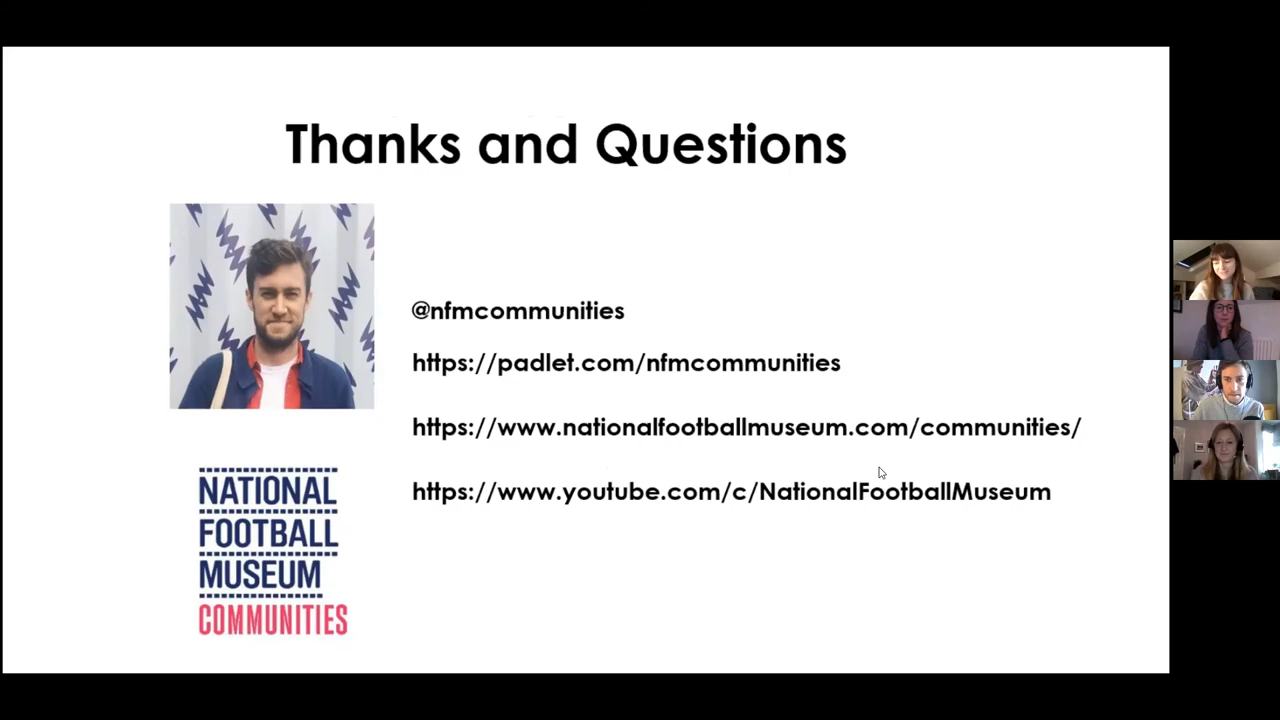 Thanks and Questions
@nfmcommunities
https://padlet.com/nfmcommunities
https://www.nationalfootballmuseum.com/communities/
https://www.youtube.com/c/NationalFootballMuseum
NATIONAL
FOOTBALL
MUSEUM
COMMUNITIES